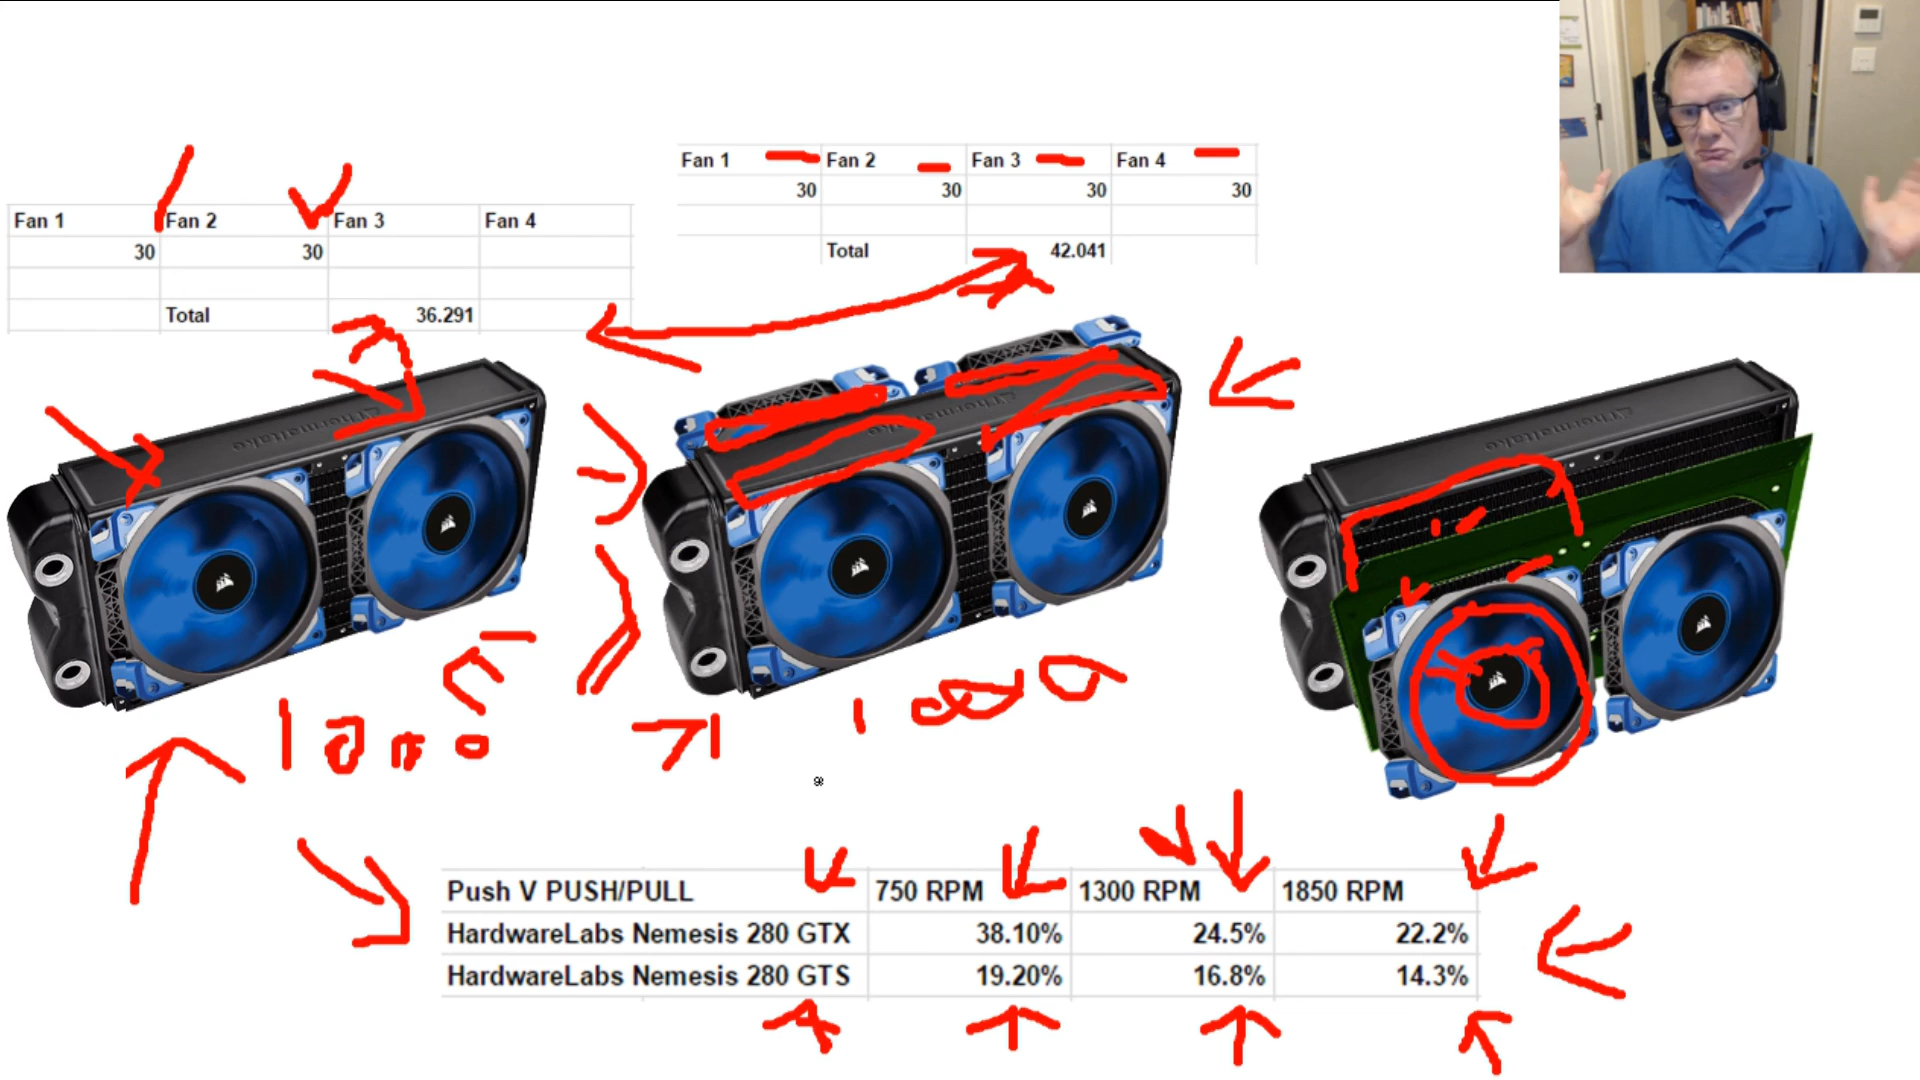 Fan 1 Fan 2 Fan 3 Fan 4
30 30 30 30
Total 42.041
Fan 1 Fan 2 Fan 3 Fan 4
30 30
Total 36.291
Thermaltake
Thermaltake
1000
1000
Push V PUSH/PULL 750 RPM 1300 RPM 1850 RPM
HardwareLabs Nemesis 280 GTX 38.10% 24.5% 22.2%
HardwareLabs Nemesis 280 GTS 19.20% 16.8% 14.3%